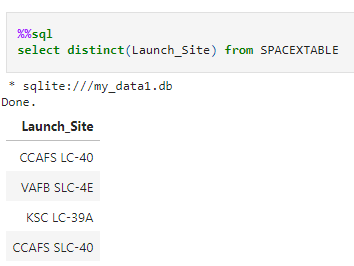 %%sql
select distinct(Launch_Site) from SPACEXTABLE
* sqlite:///my_data1.db
Done.
Launch_Site
CCAFS LC-40
VAFB SLC-4E
KSC LC-39A
CCAFS SLC-40